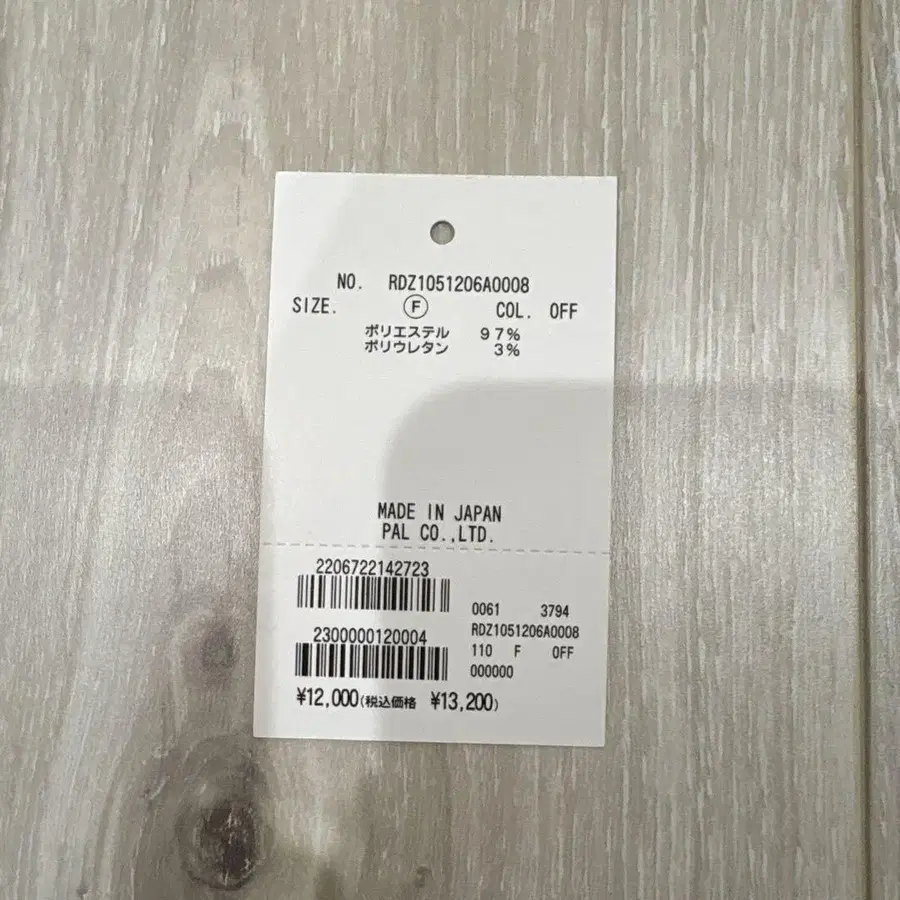 NO. RDZ1051206A0008
SIZE. Ⓕ COL. OFF
ポリエステル 97%
ポリウレタン 3%
MADE IN JAPAN
PAL CO.,LTD.
2206722142723
2300000120004
¥12,000(税込価格 ¥13,200)
0061 3794
RDZ1051206A0008
110 F OFF
000000